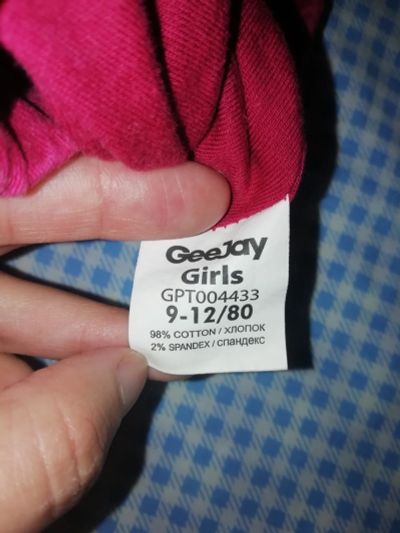 GeeJay
Girls
GPT004433
9-12/80
98% COTTON / ХЛОПОК
2% SPANDEX / спандекс